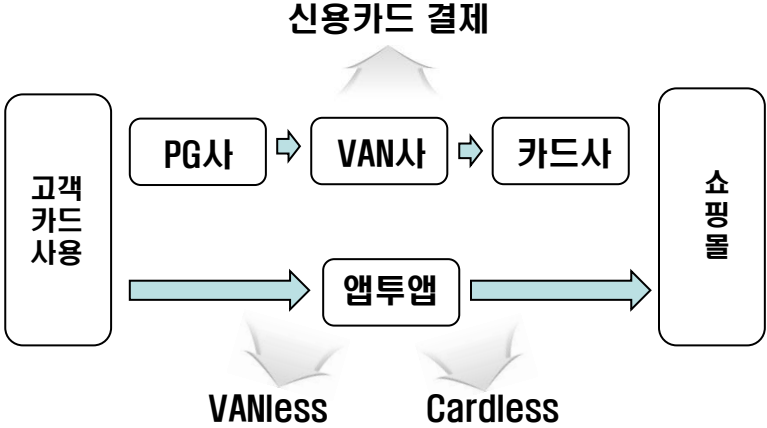 신용카드 결제
고객
카드
사용
PG사
VAN사
카드사
앱투앱
쇼
핑
몰
VANless
Cardless